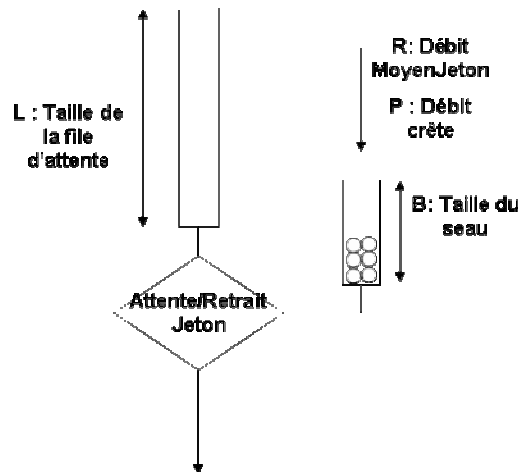 L : Taille de
la file
d'attente
R: Débit
MoyenJeton
P : Débit
crête
B: Taille du
seau
Attente/Retrait
Jeton